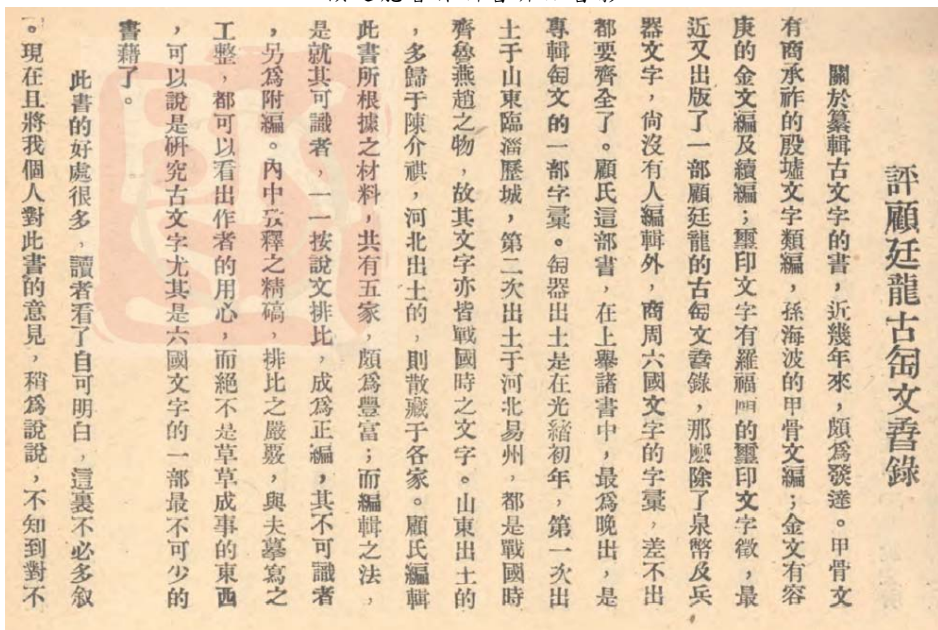 評顧廷龍古匋文孴錄
關於纂輯古文字的書，近幾年來，頗爲發達。甲骨文
有商承祚的殷墟文字類編，孫海波的甲骨文編；金文有容
庚的金文編及續編；璽印文字有羅福頤的璽印文字徵，最
近又出版了一部顧廷龍的古匋文孴錄，那麼除了泉幣及兵
器文字，尙沒有人編輯外，商周六國文字的字彙，差不出
都要齊全了。顧氏這部書，在上舉諸書中，最爲晚出，是
專輯匋文的一部字彙。匋器出土是在光緒初年，第一次出
土于山東臨淄歷城，第二次出土于河北易州，都是戰國時
齊魯燕趙之物，故其文字亦皆戰國時之文字。山東出土的
，多歸于陳介祺，河北出土的，則散藏于各家。顧氏編輯
此書所根據之材料，共有五家，頗爲豐富；而編輯之法，
是就其可識者，一一按說文排比，成爲正編，其不可識者
，另爲附編。內中攷釋之精碻，排比之嚴嚴，與夫摹寫之
工整，都可以看出作者的用心，而絕不是草草成事的東西
，可以說是硏究古文字尤其是六國文字的一部最不可少的
書籍了。
此書的好處很多，讀者看了自可明白，這裏不必多叙
。現在且將我個人對此書的意見，稍爲說說，不知到對不